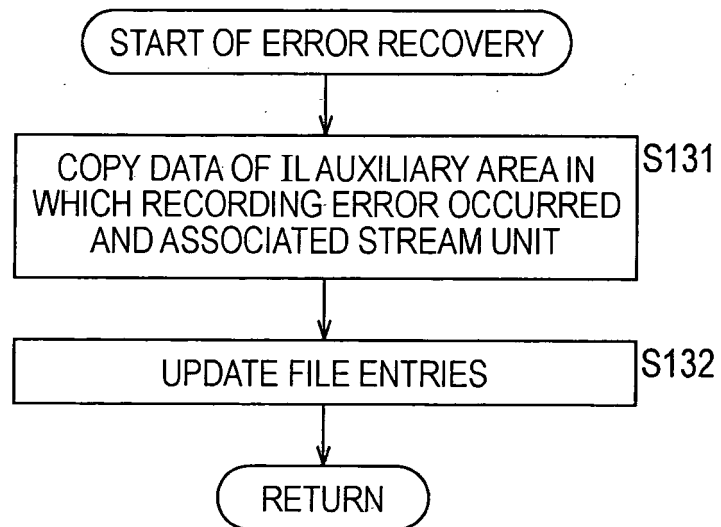 START OF ERROR RECOVERY
S131
COPY DATA OF IL AUXILIARY AREA IN
WHICH RECORDING ERROR OCCURRED
AND ASSOCIATED STREAM UNIT
S132
UPDATE FILE ENTRIES
RETURN